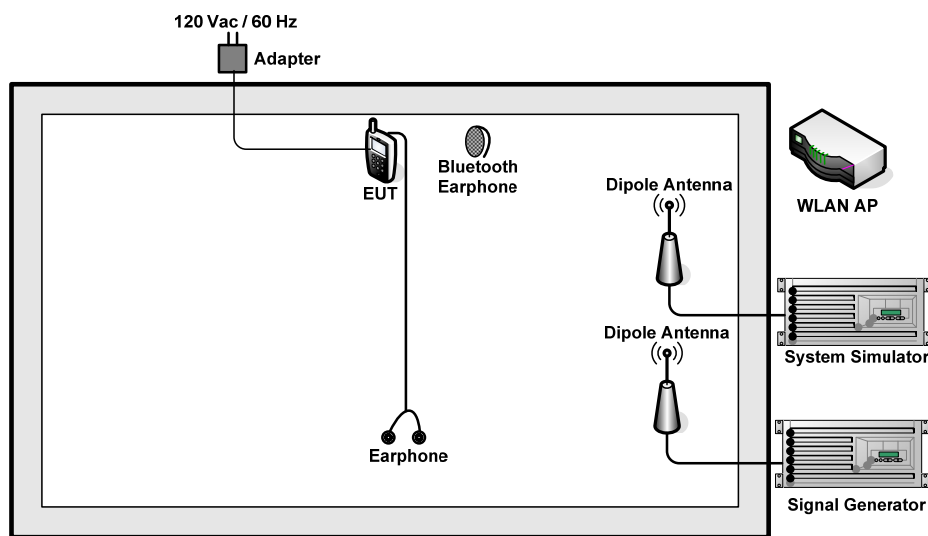 120 Vac / 60 Hz
Adapter
EUT
Bluetooth
Earphone
Dipole Antenna
WLAN AP
Dipole Antenna
System Simulator
Earphone
Signal Generator